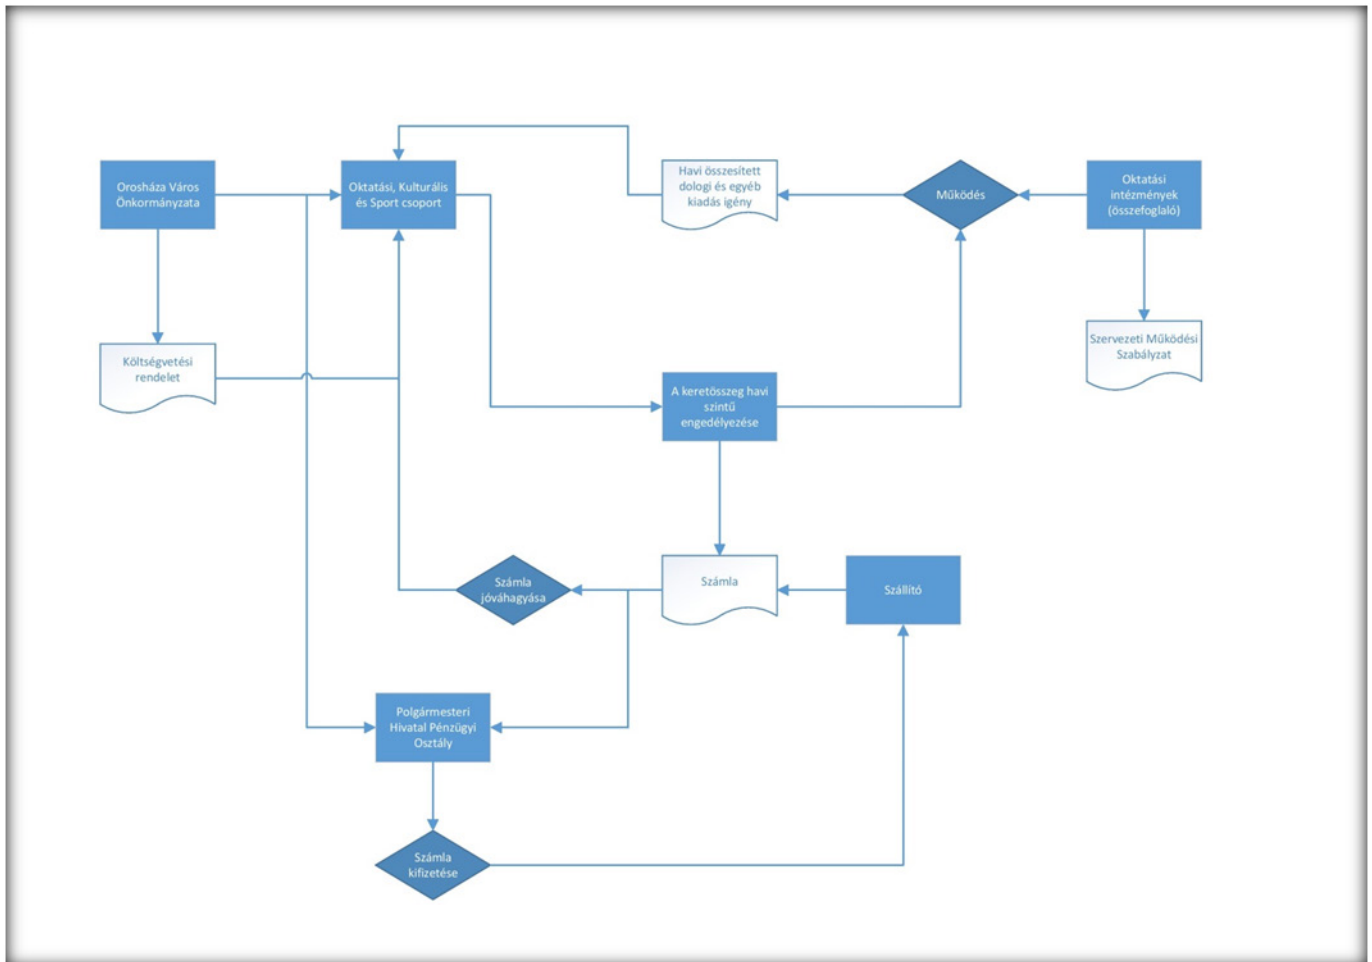 Orosháza Város
Önkormányzata
Oktatási, Kulturális
és Sport csoport
Havi összesített
dologi és egyéb
kiadás igény
Működés
Oktatási
intézmények
(összefoglaló)
Költségvetési
rendelet
Szervezeti Működési
Szabályzat
A keretösszeg havi
szintű
engedélyezése
Számla
jóváhagyása
Számla
Szállító
Polgármesteri
Hivatal Pénzügyi
Osztály
Számla
kifizetése